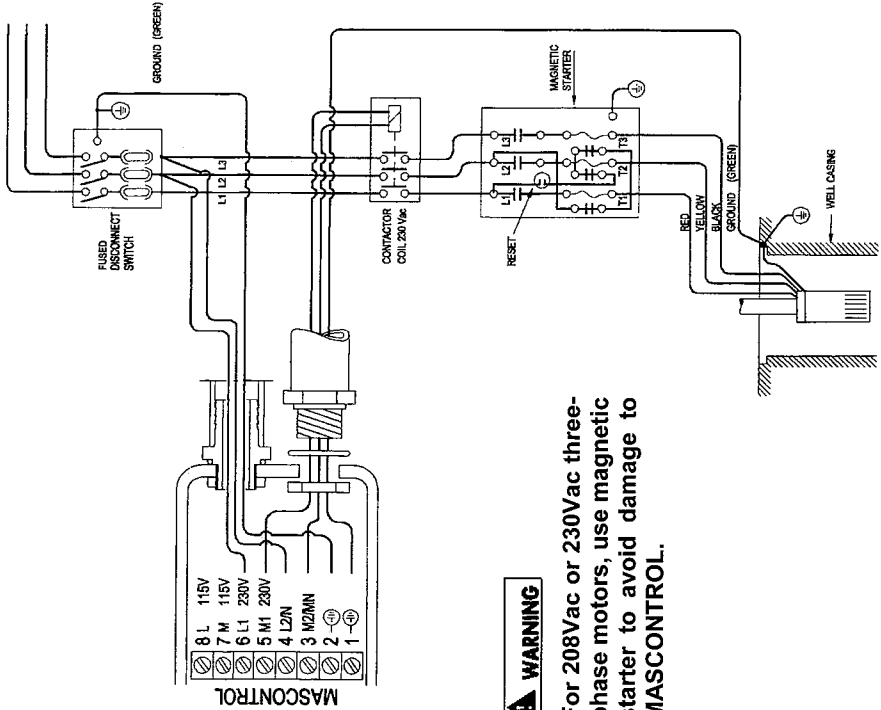 GROUND (GREEN)
FUSED
DISCONNECT
SWITCH
L1 L2 L3
CONTACTOR
COIL, 230 Vac
MAGNETIC
STARTER
L1
L2
L3
RESET
T1
T2
T3
RED
YELLOW
BLACK
GROUND (GREEN)
WELL CASING
MASCONTROL
8 L 115V
7 M 115V
6 L1 230V
5 M1 230V
4 L2/N
3 M2/MN
2
1
WARNING
For 208Vac or 230Vac three-
phase motors, use magnetic
starter to avoid damage to
MASCONTROL.